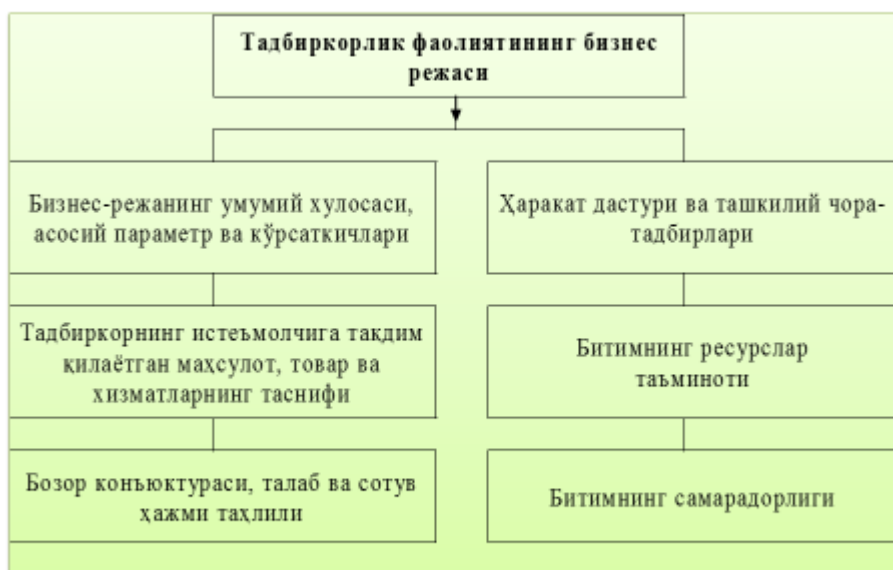 Тадбиркорлик фаолиятининг бизнес
режаси
Бизнес-режанинг умумий хулосаси,
асосий параметр ва кўрсаткичлари
Тадбиркорнинг истеъмолчига тақдим
қилаётган маҳсулот, товар ва
хизматларнинг таснифи
Бозор конъюктураси, талаб ва сотув
ҳажми таҳлили
Ҳаракат дастури ва ташкилий чора-
тадбирлари
Битимнинг ресурслар
таъминоти
Битимнинг самарадорлиги